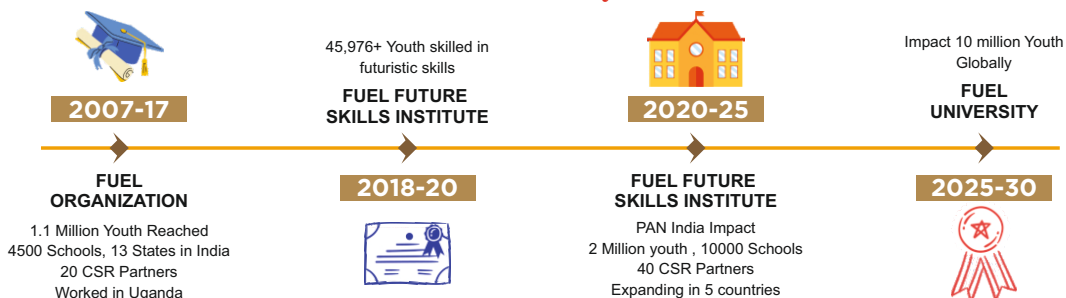 2007-17
FUEL
ORGANIZATION
1.1 Million Youth Reached
4500 Schools, 13 States in India
20 CSR Partners
Worked in Uganda
45,976+ Youth skilled in
futuristic skills
FUEL FUTURE
SKILLS INSTITUTE
2018-20
2020-25
FUEL FUTURE
SKILLS INSTITUTE
PAN India Impact
2 Million youth , 10000 Schools
40 CSR Partners
Expanding in 5 countries
Impact 10 million Youth
Globally
FUEL
UNIVERSITY
2025-30